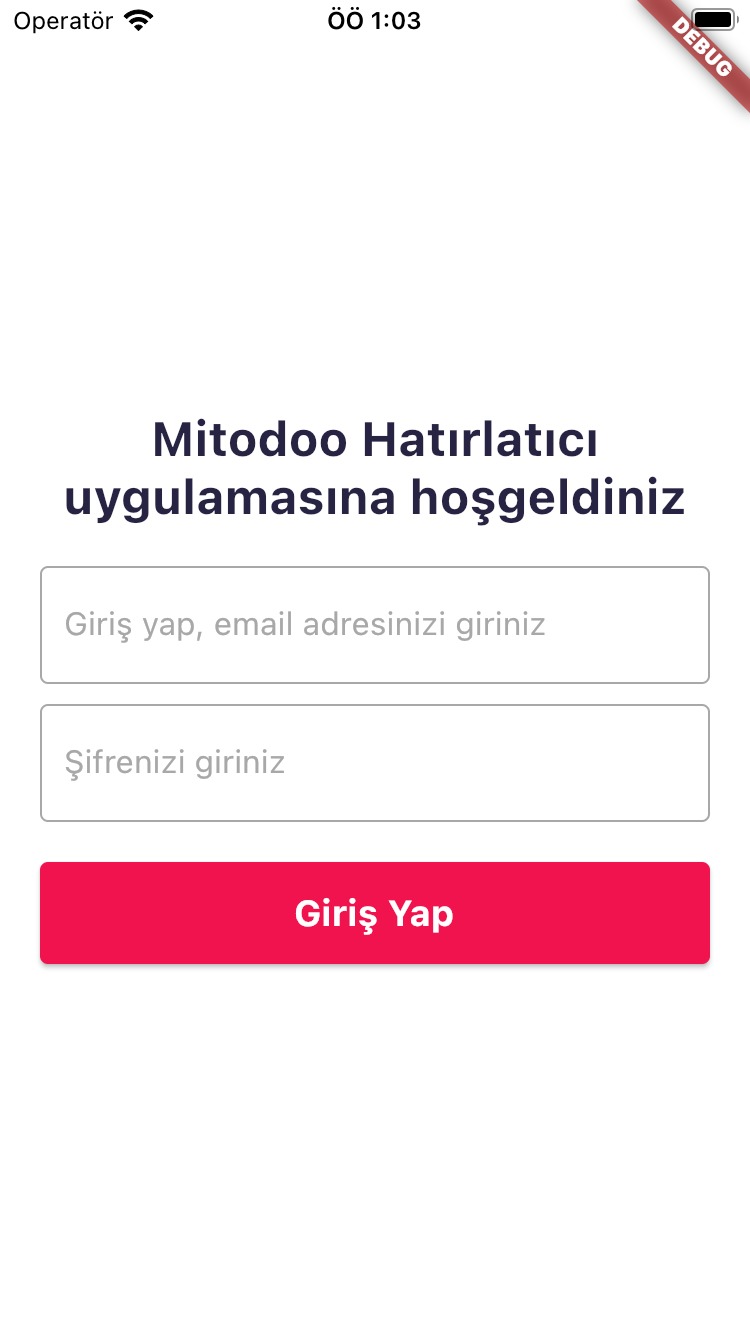 Operatör ÖÖ 1:03
DEBUG
Mitodoo Hatırlatıcı
uygulamasına hoşgeldiniz
Giriş yap, email adresinizi giriniz
Şifrenizi giriniz
Giriş Yap